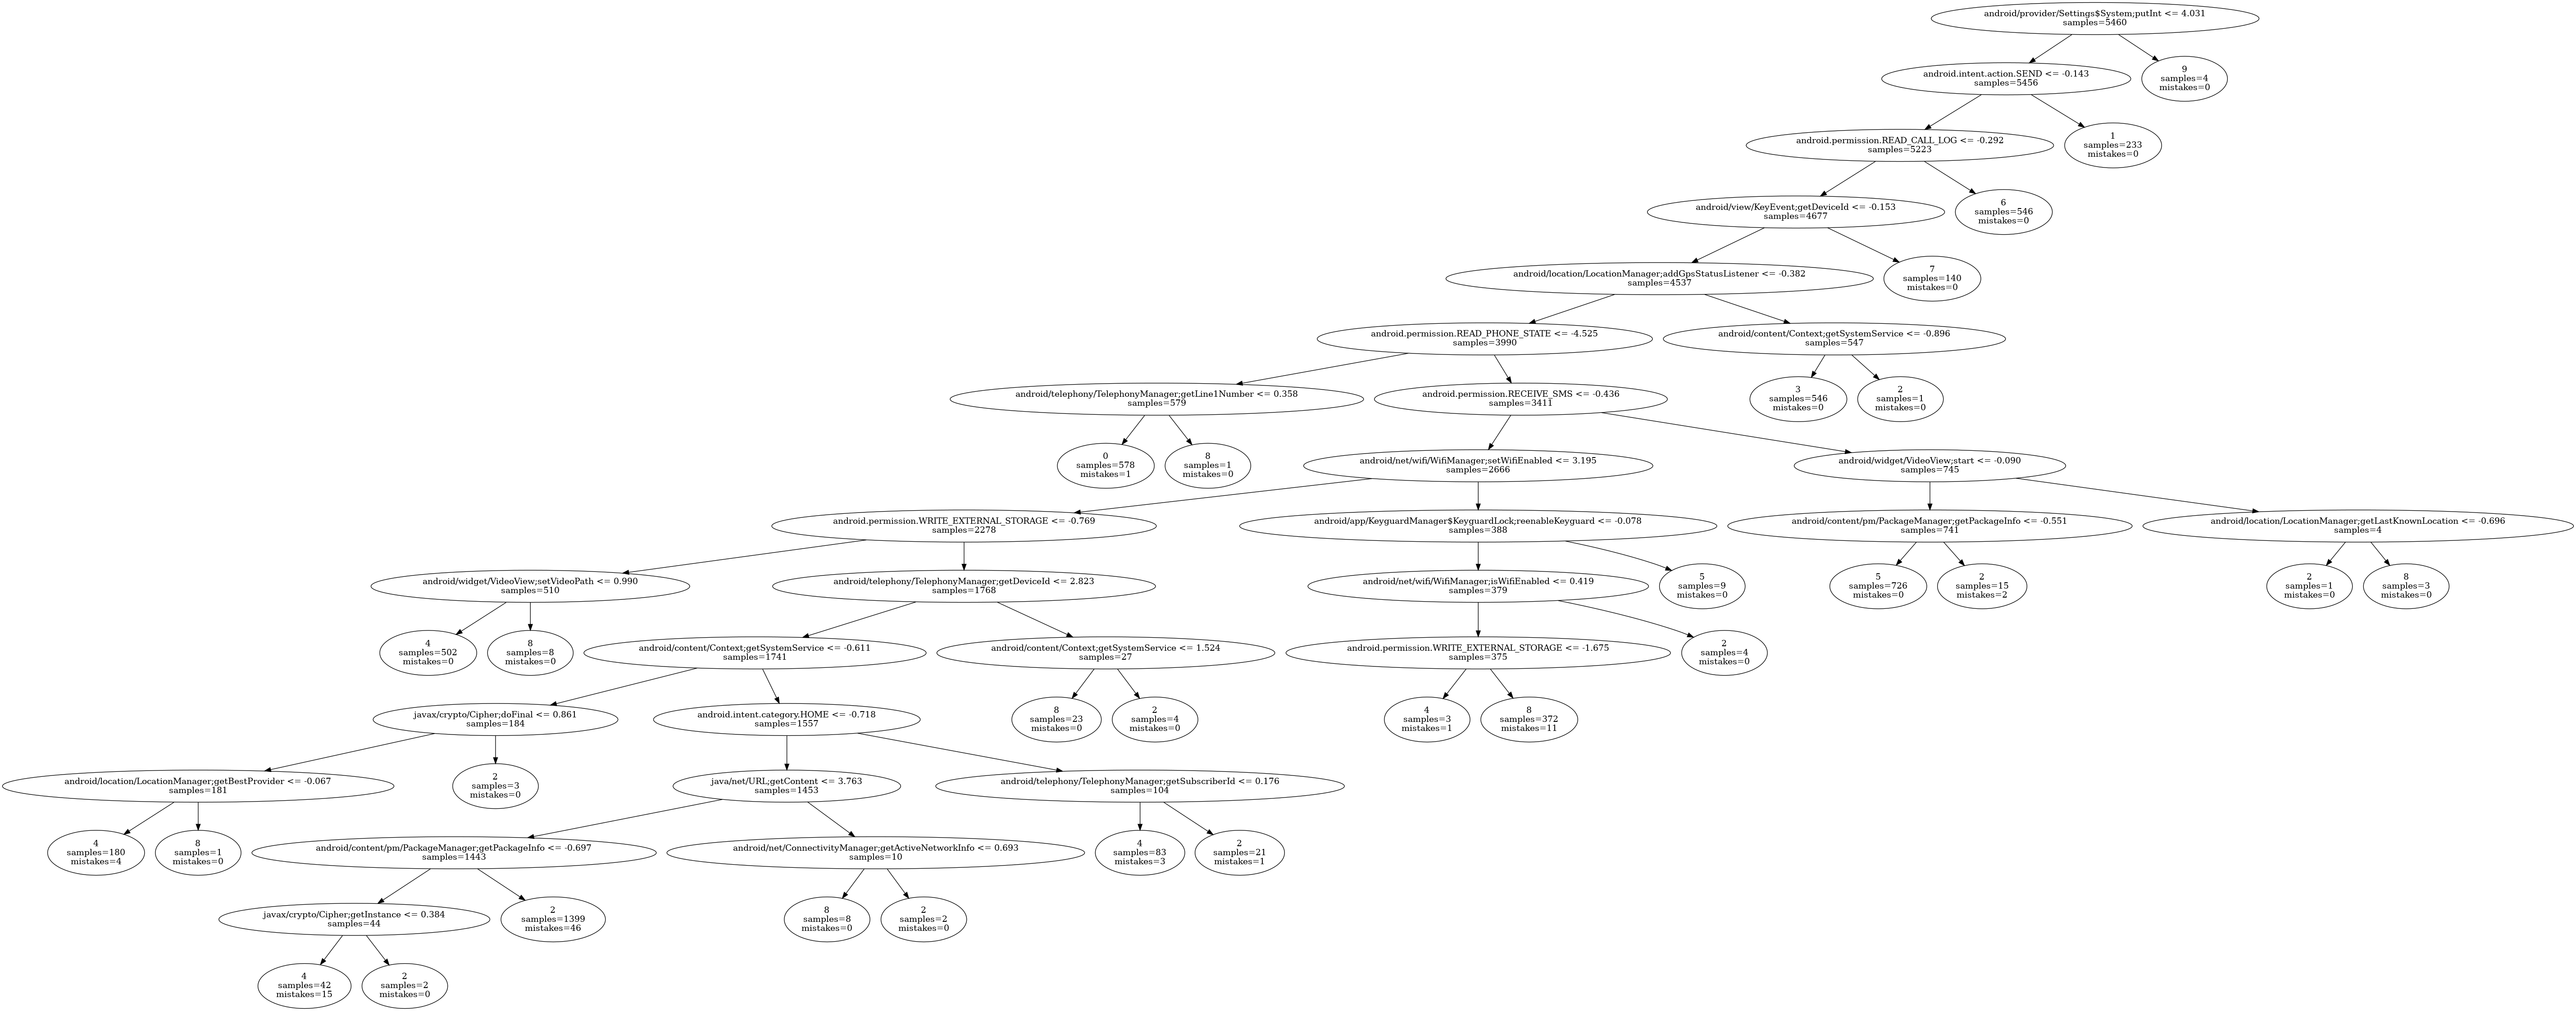 android/provider/Settings$System;putInt <= 4.031
samples=5460
android.intent.action.SEND <= -0.143
samples=5456
9
samples=4
mistakes=0
android.permission.READ_CALL_LOG <= -0.292
samples=5223
1
samples=233
mistakes=0
android/view/KeyEvent;getDeviceId <= -0.153
samples=4677
6
samples=546
mistakes=0
android/location/LocationManager;addGpsStatusListener <= -0.382
samples=4537
7
samples=140
mistakes=0
android.permission.READ_PHONE_STATE <= -4.525
samples=3990
android/content/Context;getSystemService <= -0.896
samples=547
android/telephony/TelephonyManager;getLine1Number <= 0.358
samples=579
android.permission.RECEIVE_SMS <= -0.436
samples=3411
3
samples=546
mistakes=0
2
samples=1
mistakes=0
0
samples=578
mistakes=1
8
samples=1
mistakes=0
android/net/wifi/WifiManager;setWifiEnabled <= 3.195
samples=2666
android/widget/VideoView;start <= -0.090
samples=745
android.permission.WRITE_EXTERNAL_STORAGE <= -0.769
samples=2278
android/app/KeyguardManager$KeyguardLock;reenableKeyguard <= -0.078
samples=388
android/content/pm/PackageManager;getPackageInfo <= -0.551
samples=741
android/location/LocationManager;getLastKnownLocation <= -0.696
samples=4
android/widget/VideoView;setVideoPath <= 0.990
samples=510
android/telephony/TelephonyManager;getDeviceId <= 2.823
samples=1768
android/net/wifi/WifiManager;isWifiEnabled <= 0.419
samples=379
5
samples=9
mistakes=0
5
samples=726
mistakes=0
2
samples=15
mistakes=2
2
samples=1
mistakes=0
8
samples=3
mistakes=0
4
samples=502
mistakes=0
8
samples=8
mistakes=0
android/content/Context;getSystemService <= -0.611
samples=1741
android/content/Context;getSystemService <= 1.524
samples=27
android.permission.WRITE_EXTERNAL_STORAGE <= -1.675
samples=375
2
samples=4
mistakes=0
javax/crypto/Cipher;doFinal <= 0.861
samples=184
android.intent.category.HOME <= -0.718
samples=1557
8
samples=23
mistakes=0
2
samples=4
mistakes=0
4
samples=3
mistakes=1
8
samples=372
mistakes=11
android/location/LocationManager;getBestProvider <= -0.067
samples=181
2
samples=3
mistakes=0
java/net/URL;getContent <= 3.763
samples=1453
android/telephony/TelephonyManager;getSubscriberId <= 0.176
samples=104
4
samples=180
mistakes=4
8
samples=1
mistakes=0
android/content/pm/PackageManager;getPackageInfo <= -0.697
samples=1443
android/net/ConnectivityManager;getActiveNetworkInfo <= 0.693
samples=10
4
samples=83
mistakes=3
2
samples=21
mistakes=1
javax/crypto/Cipher;getInstance <= 0.384
samples=44
2
samples=1399
mistakes=46
8
samples=8
mistakes=0
2
samples=2
mistakes=0
4
samples=42
mistakes=15
2
samples=2
mistakes=0